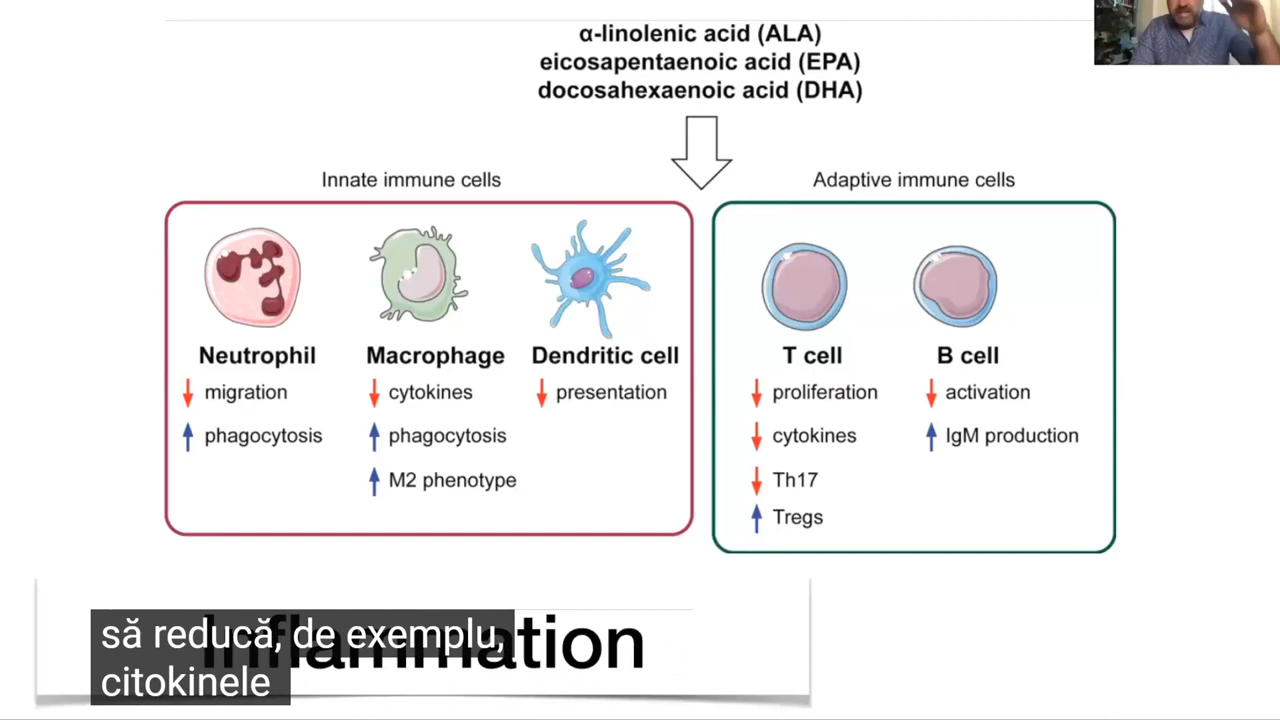 α-linolenic acid (ALA)
eicosapentaenoic acid (EPA)
docosahexaenoic acid (DHA)
Innate immune cells
Adaptive immune cells
Neutrophil
migration
phagocytosis
Macrophage
cytokines
phagocytosis
M2 phenotype
Dendritic cell
presentation
T cell
proliferation
cytokines
Th17
Tregs
B cell
activation
IgM production
Inflammation
să reducă, de exemplu,
citokinele